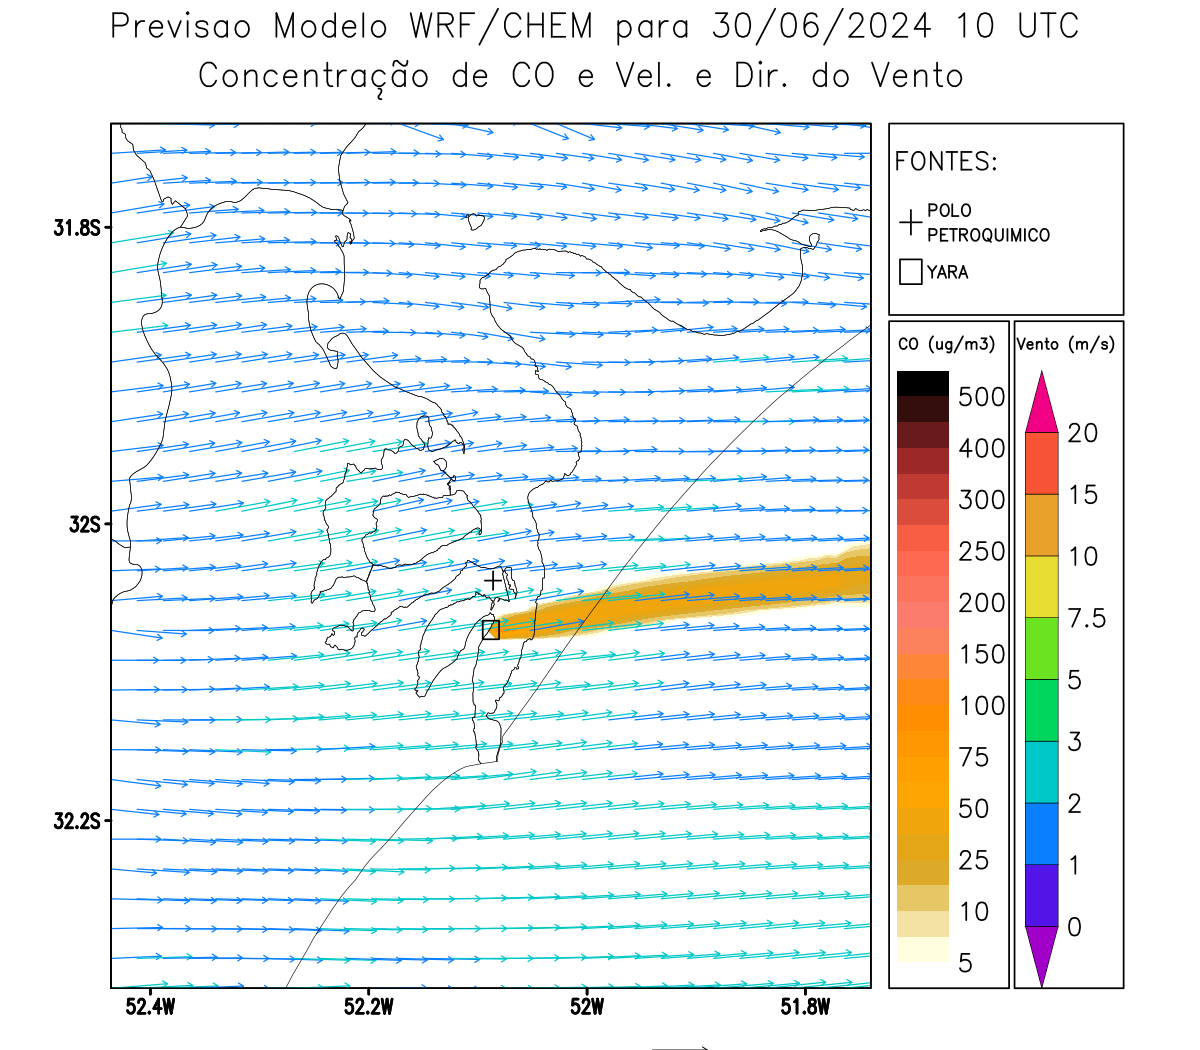 Previsao Modelo WRF/CHEM para 30/06/2024 10 UTC
Concentração de CO e Vel. e Dir. do Vento
FONTES:
POLO
PETROQUIMICO
YARA
CO (ug/m3)
500
400
300
250
200
150
100
75
50
25
10
5
Vento (m/s)
20
15
10
7.5
5
3
2
1
0
31.8S
32S
32.2S
52.4W
52.2W
52W
51.8W